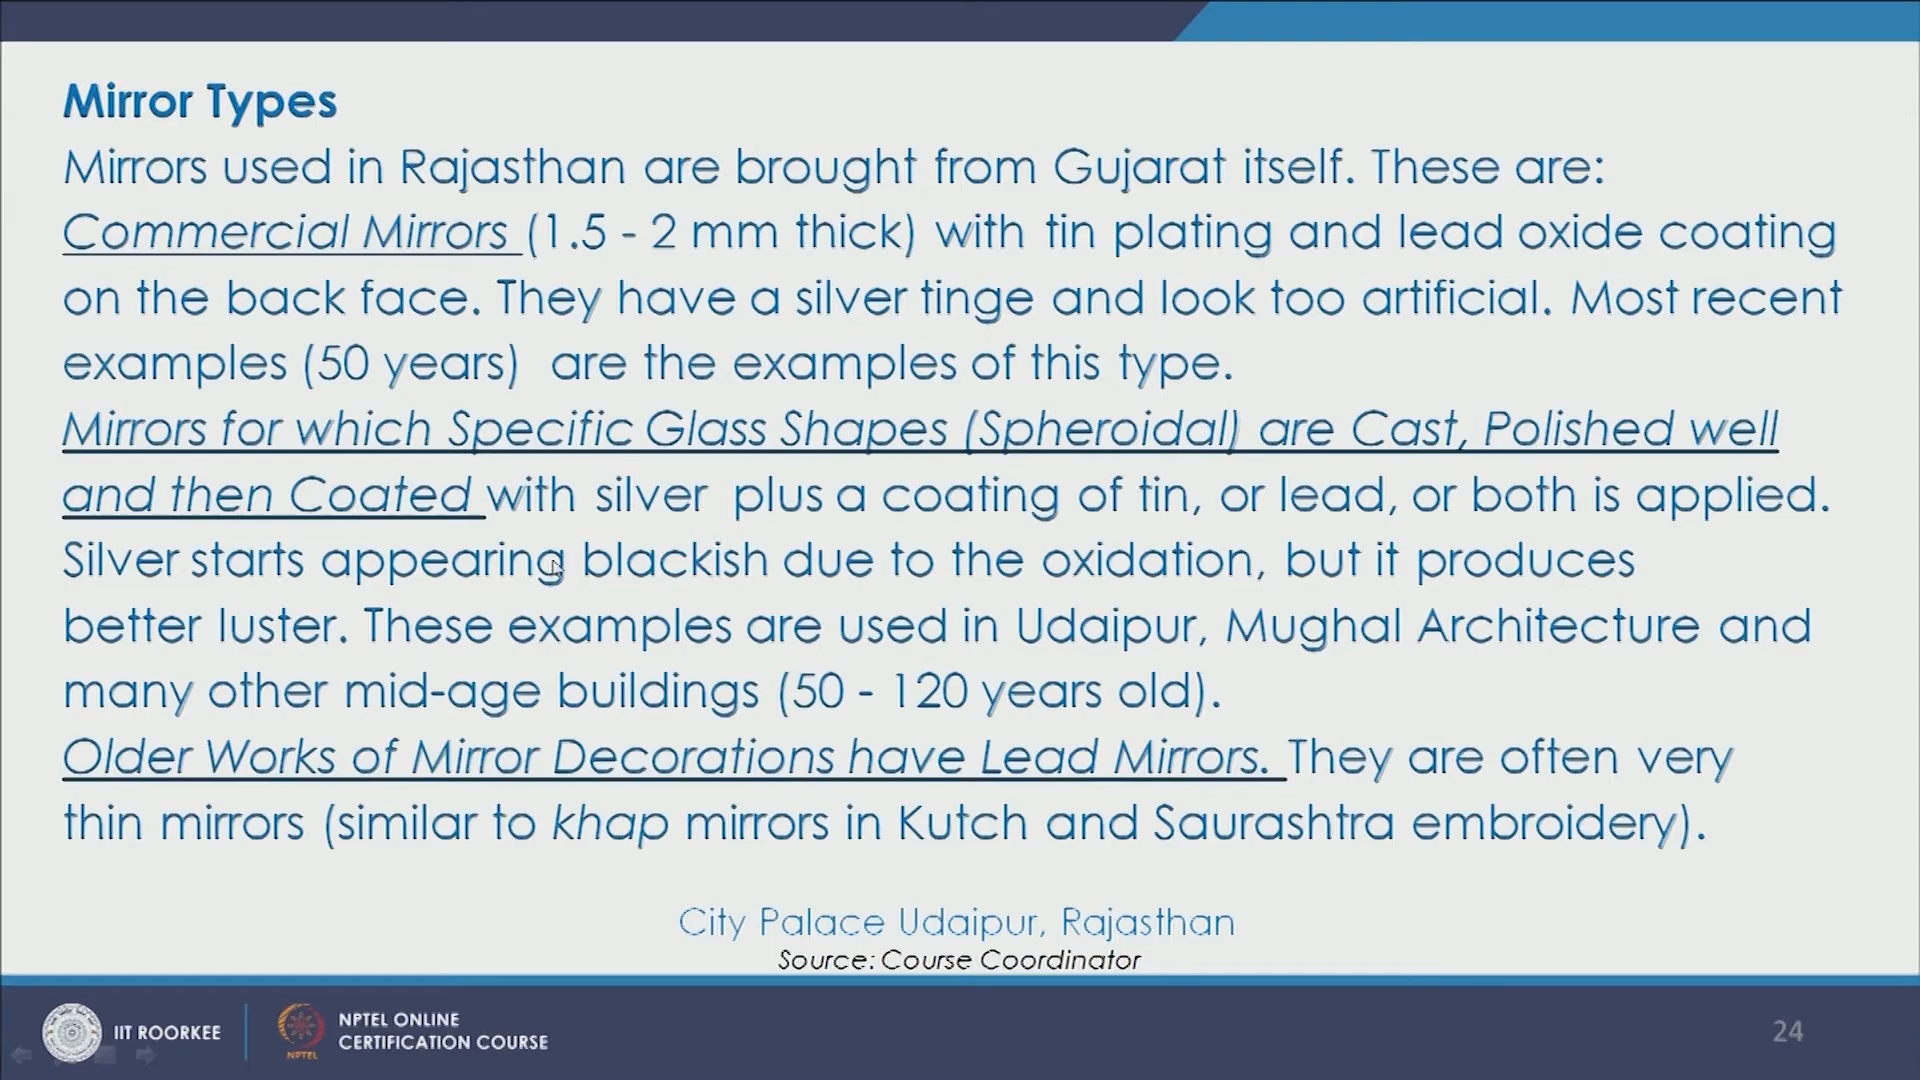 Mirror Types
Mirrors used in Rajasthan are brought from Gujarat itself. These are:
Commercial Mirrors (1.5 - 2 mm thick) with tin plating and lead oxide coating
on the back face. They have a silver tinge and look too artificial. Most recent
examples (50 years) are the examples of this type.
Mirrors for which Specific Glass Shapes (Spheroidal) are Cast, Polished well
and then Coated with silver plus a coating of tin, or lead, or both is applied.
Silver starts appearing blackish due to the oxidation, but it produces
better luster. These examples are used in Udaipur, Mughal Architecture and
many other mid-age buildings (50 - 120 years old).
Older Works of Mirror Decorations have Lead Mirrors. They are often very
thin mirrors (similar to khap mirrors in Kutch and Saurashtra embroidery).
City Palace Udaipur, Rajasthan
Source: Course Coordinator
IIT ROORKEE
NPTEL
NPTEL ONLINE
CERTIFICATION COURSE
24